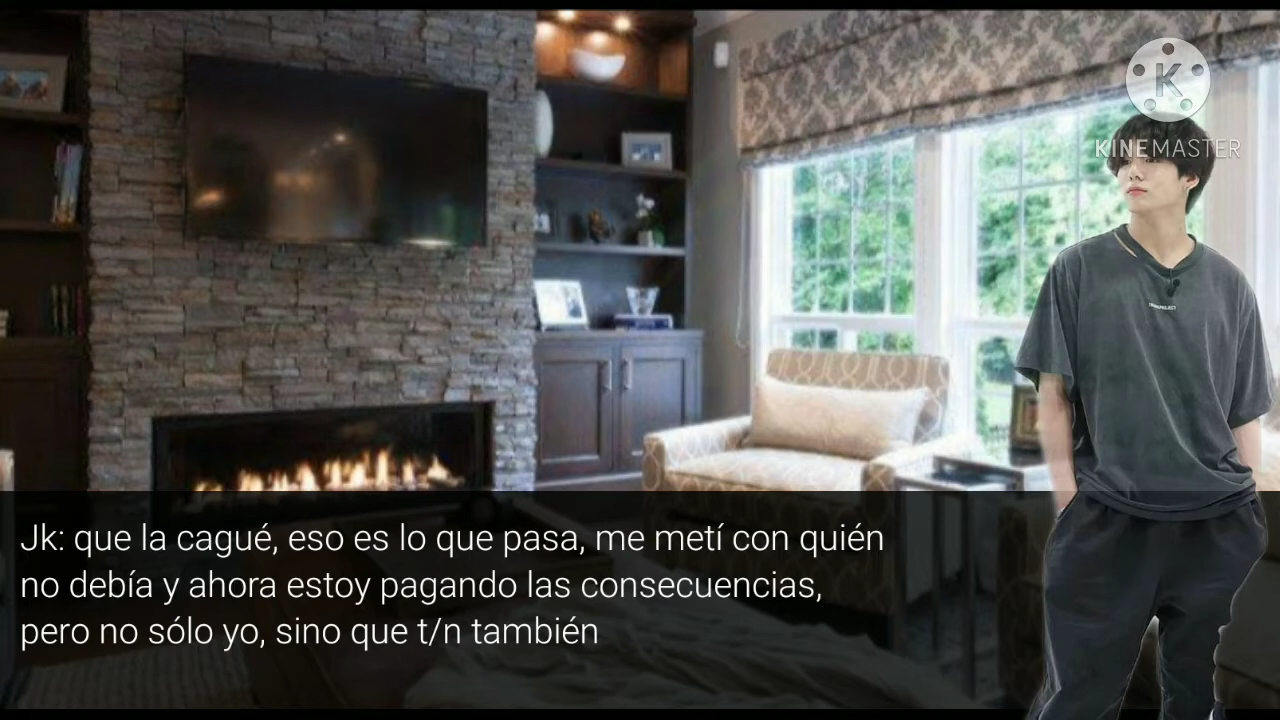 K
KINEMASTER
Jk: que la cagué, eso es lo que pasa, me metí con quién
no debía y ahora estoy pagando las consecuencias,
pero no sólo yo, sino que t/n también